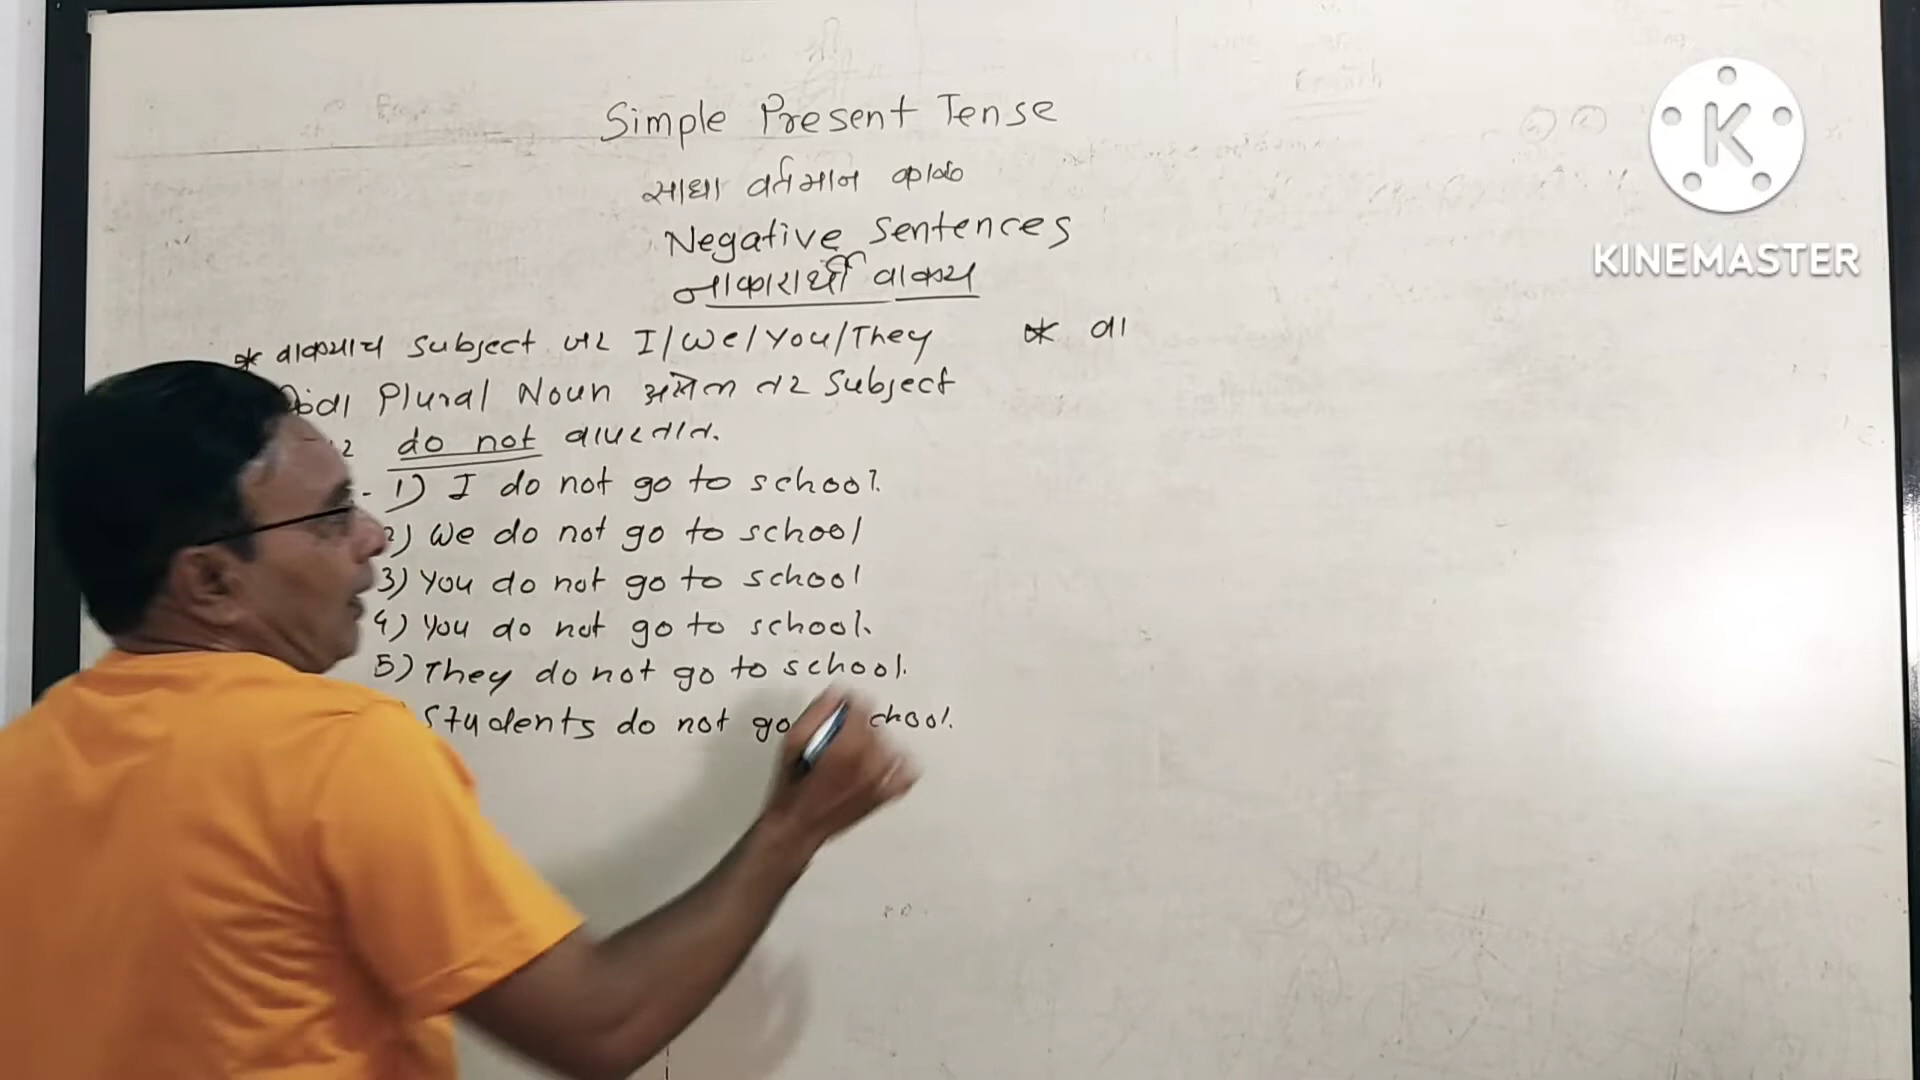 Simple Present Tense
साधा वर्तमान काळ
Negative Sentences
नाकारार्थी वाक्य
* वाक्याच Subject जर I/We/You/They
किंवा Plural Noun असेल तर Subject
do not वापरतात.
1) I do not go to school.
2) We do not go to school
3) You do not go to school
4) You do not go to school.
5) They do not go to school.
Students do not go chool.
* वा
K
KINEMASTER